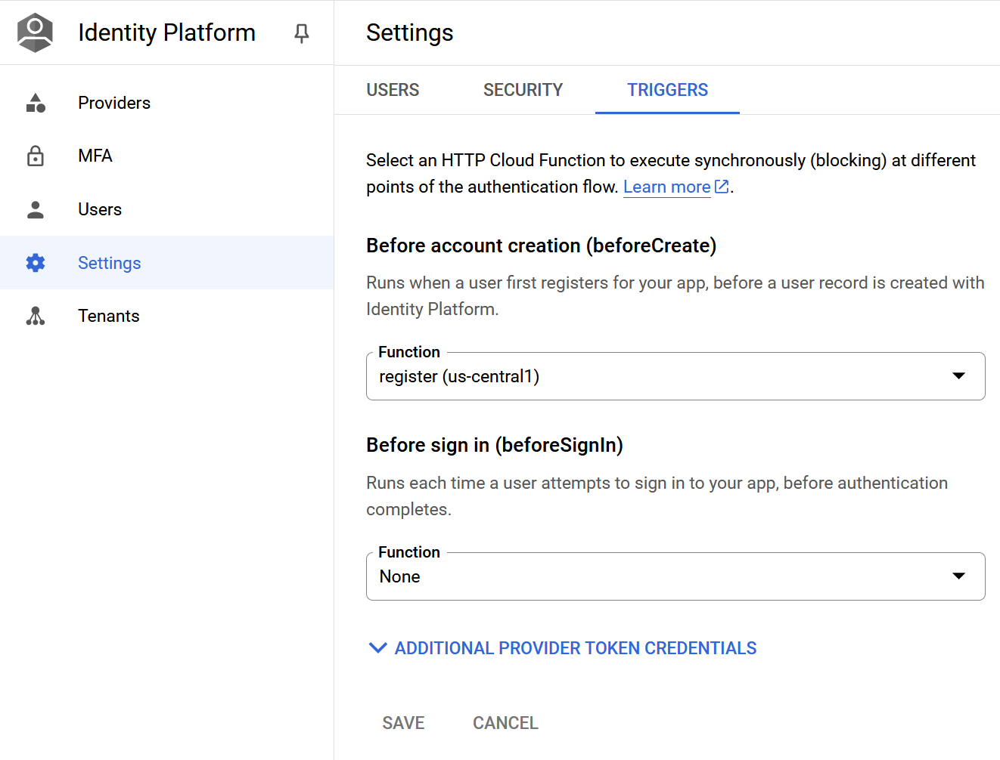 Identity Platform
Providers
MFA
Users
Settings
Tenants
Settings
USERS
SECURITY
TRIGGERS
Select an HTTP Cloud Function to execute synchronously (blocking) at different
points of the authentication flow. Learn more.
Before account creation (beforeCreate)
Runs when a user first registers for your app, before a user record is created with
Identity Platform.
Function
register (us-central1)
Before sign in (beforeSignIn)
Runs each time a user attempts to sign in to your app, before authentication
completes.
Function
None
ADDITIONAL PROVIDER TOKEN CREDENTIALS
SAVE
CANCEL